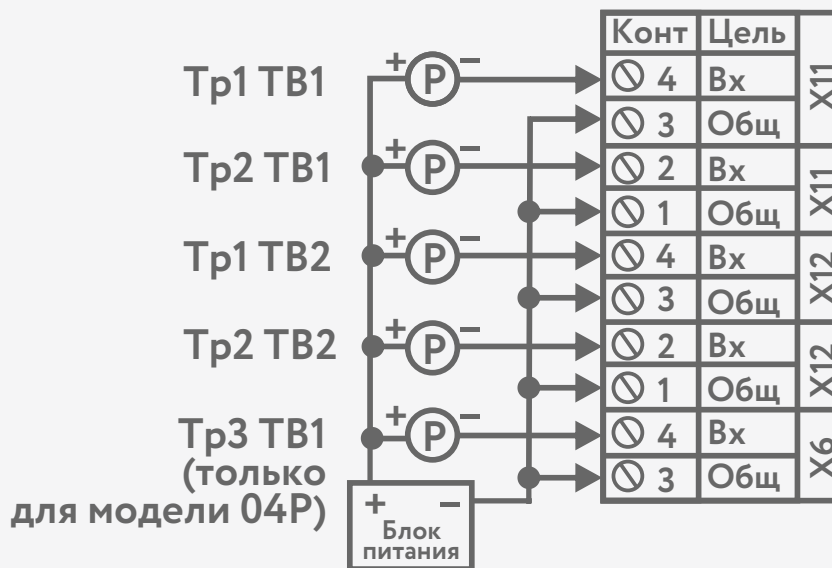 Конт Цель
Тр1 ТВ1 + Р − 4 Вх X11
3 Общ
Тр2 ТВ1 + Р − 2 Вх X11
1 Общ
Тр1 ТВ2 + Р − 4 Вх X12
3 Общ
Тр2 ТВ2 + Р − 2 Вх X12
1 Общ
Тр3 ТВ1 + Р − 4 Вх X6
(только 3 Общ
для модели 04Р)
+ −
Блок
питания